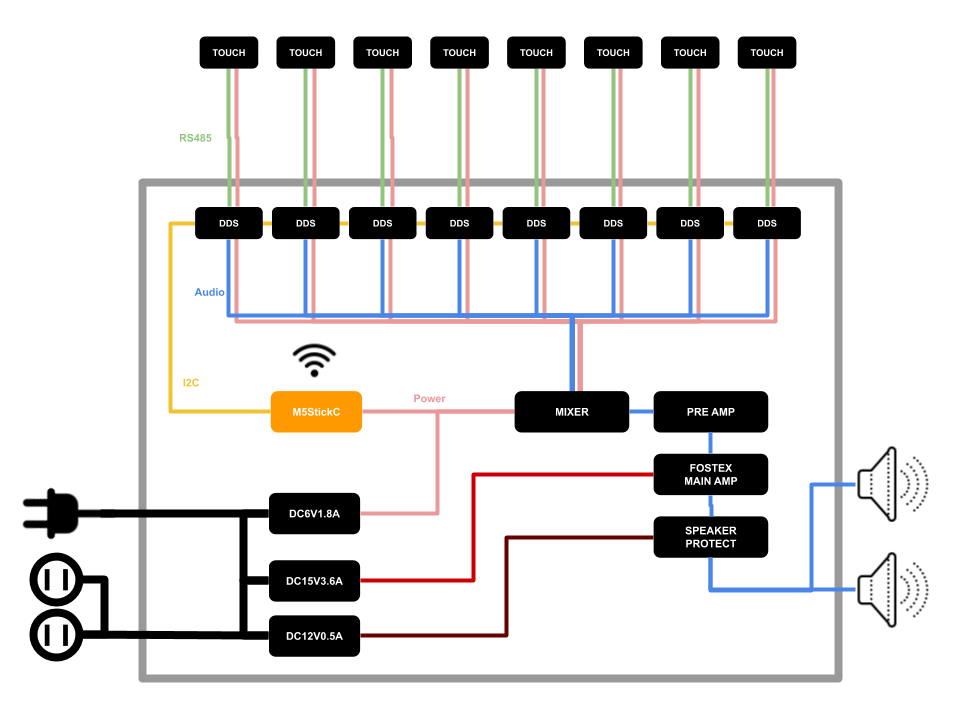 TOUCH TOUCH TOUCH TOUCH TOUCH TOUCH TOUCH TOUCH
RS485
DDS DDS DDS DDS DDS DDS DDS DDS
Audio
I2C
M5StickC
Power
MIXER
PRE AMP
FOSTEX
MAIN AMP
DC6V1.8A
SPEAKER
PROTECT
DC15V3.6A
DC12V0.5A